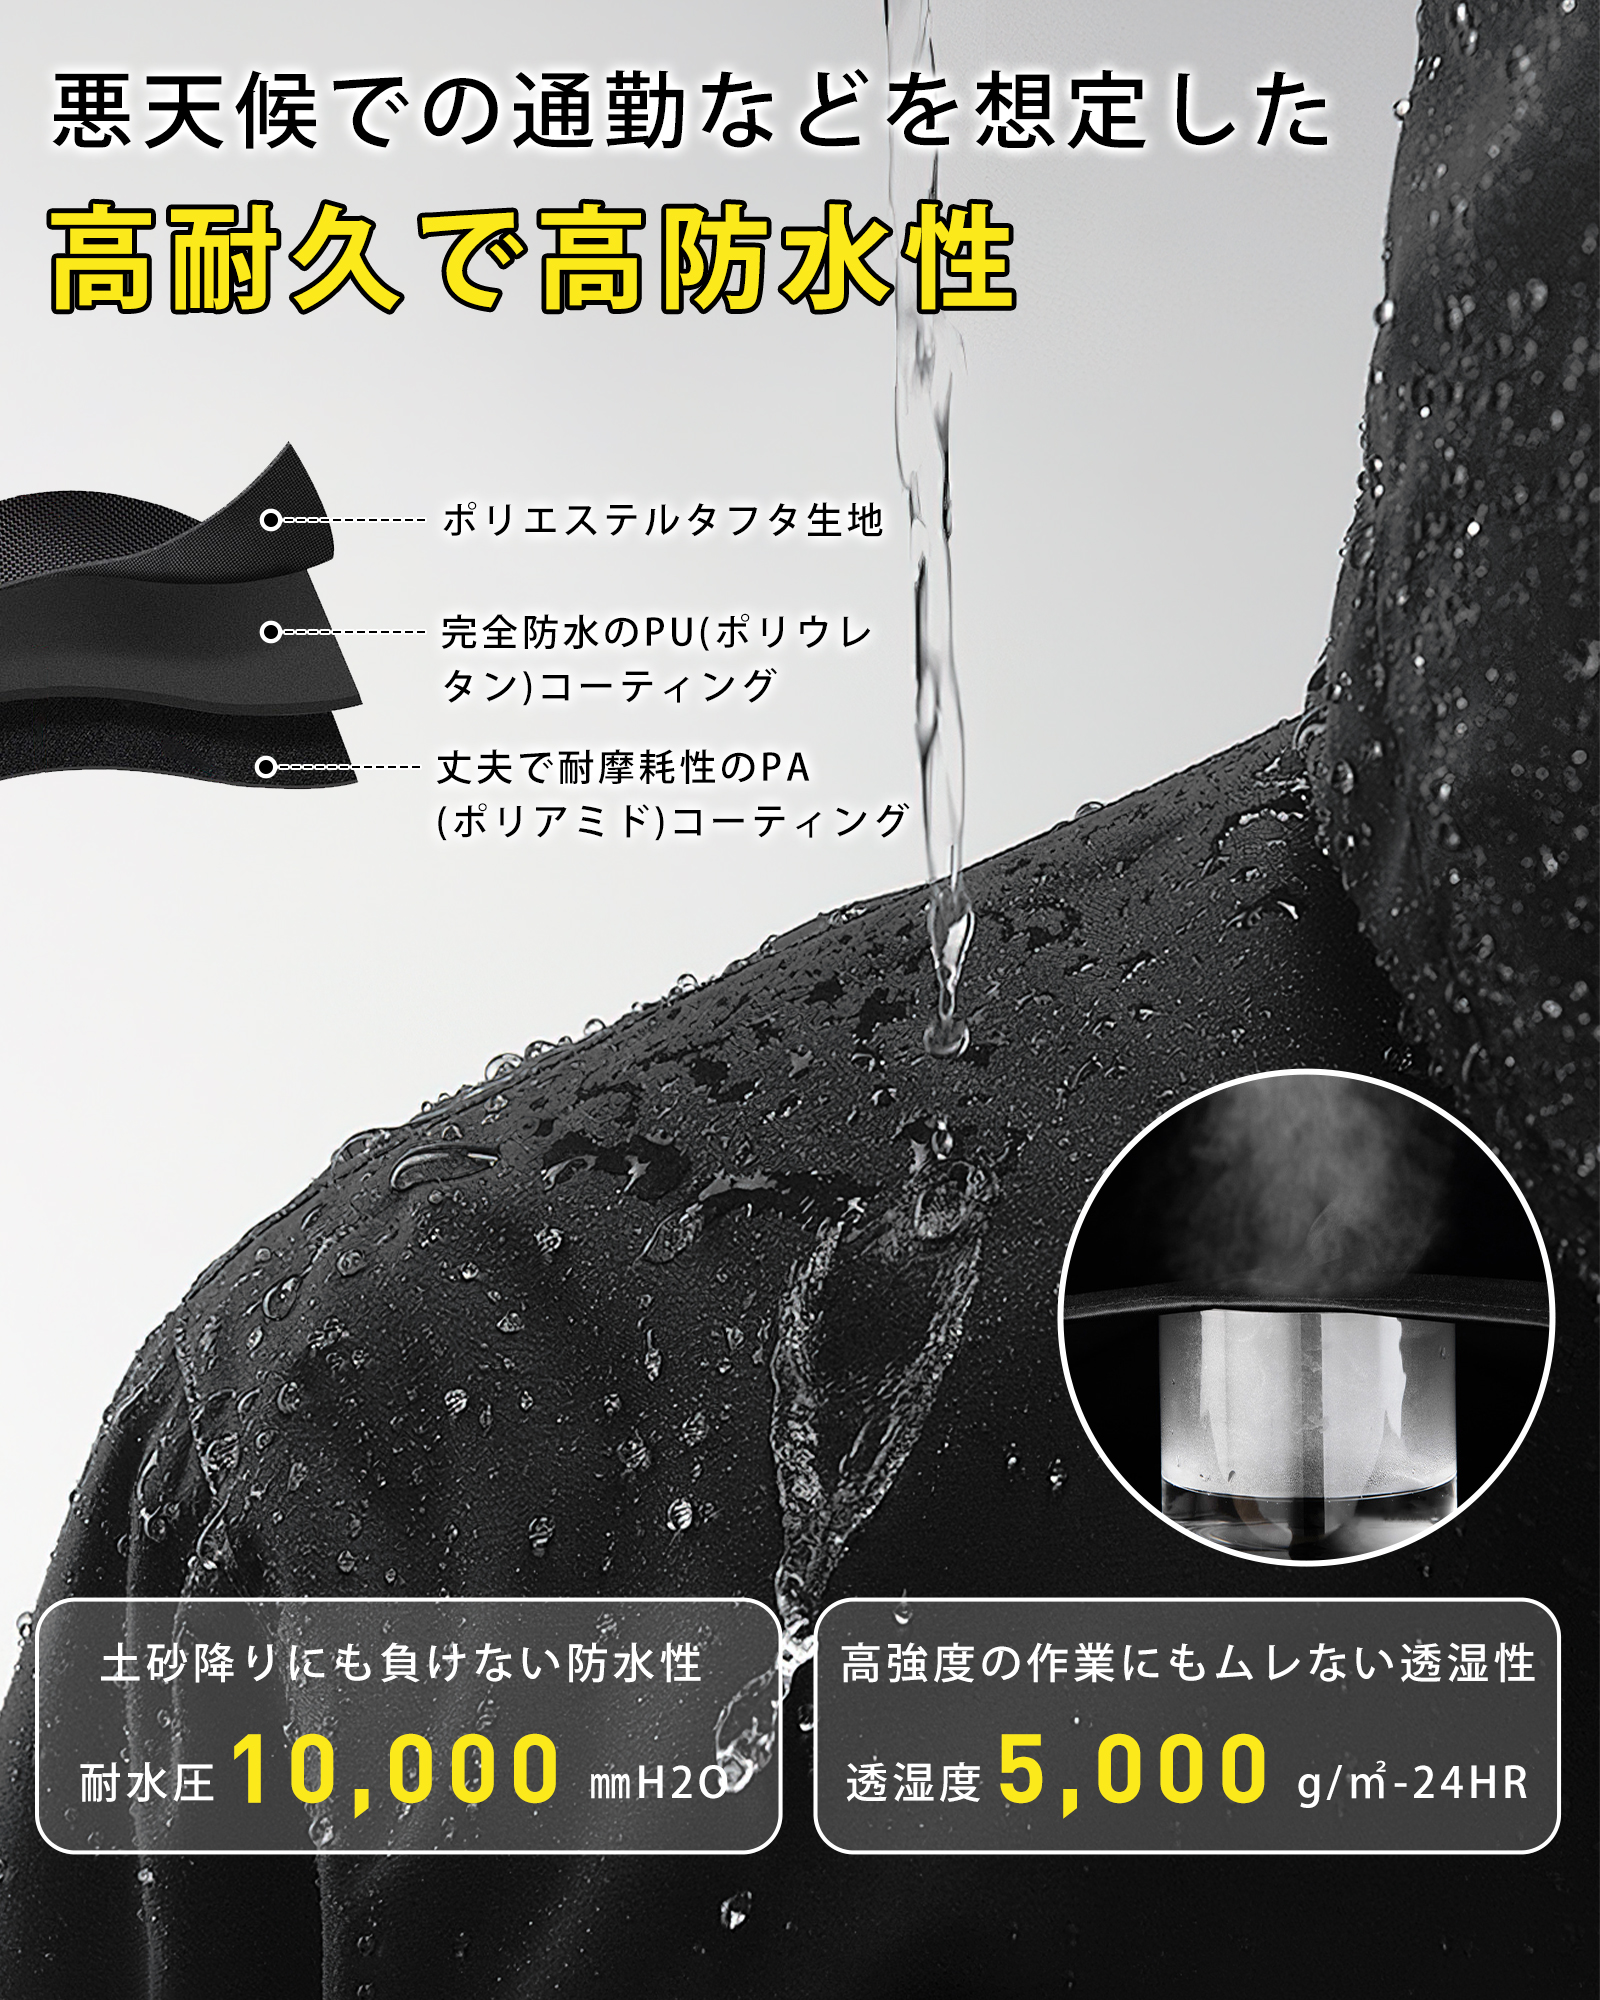 悪天候での通勤などを想定した
高耐久で高防水性
ポリエステルタフタ生地
完全防水のPU(ポリウレ
タン)コーティング
丈夫で耐摩耗性のPA
(ポリアミド)コーティング
土砂降りにも負けない防水性
耐水圧 10,000 ㎜H2O
高強度の作業にもムレない透湿性
透湿度 5,000 g/㎡-24HR